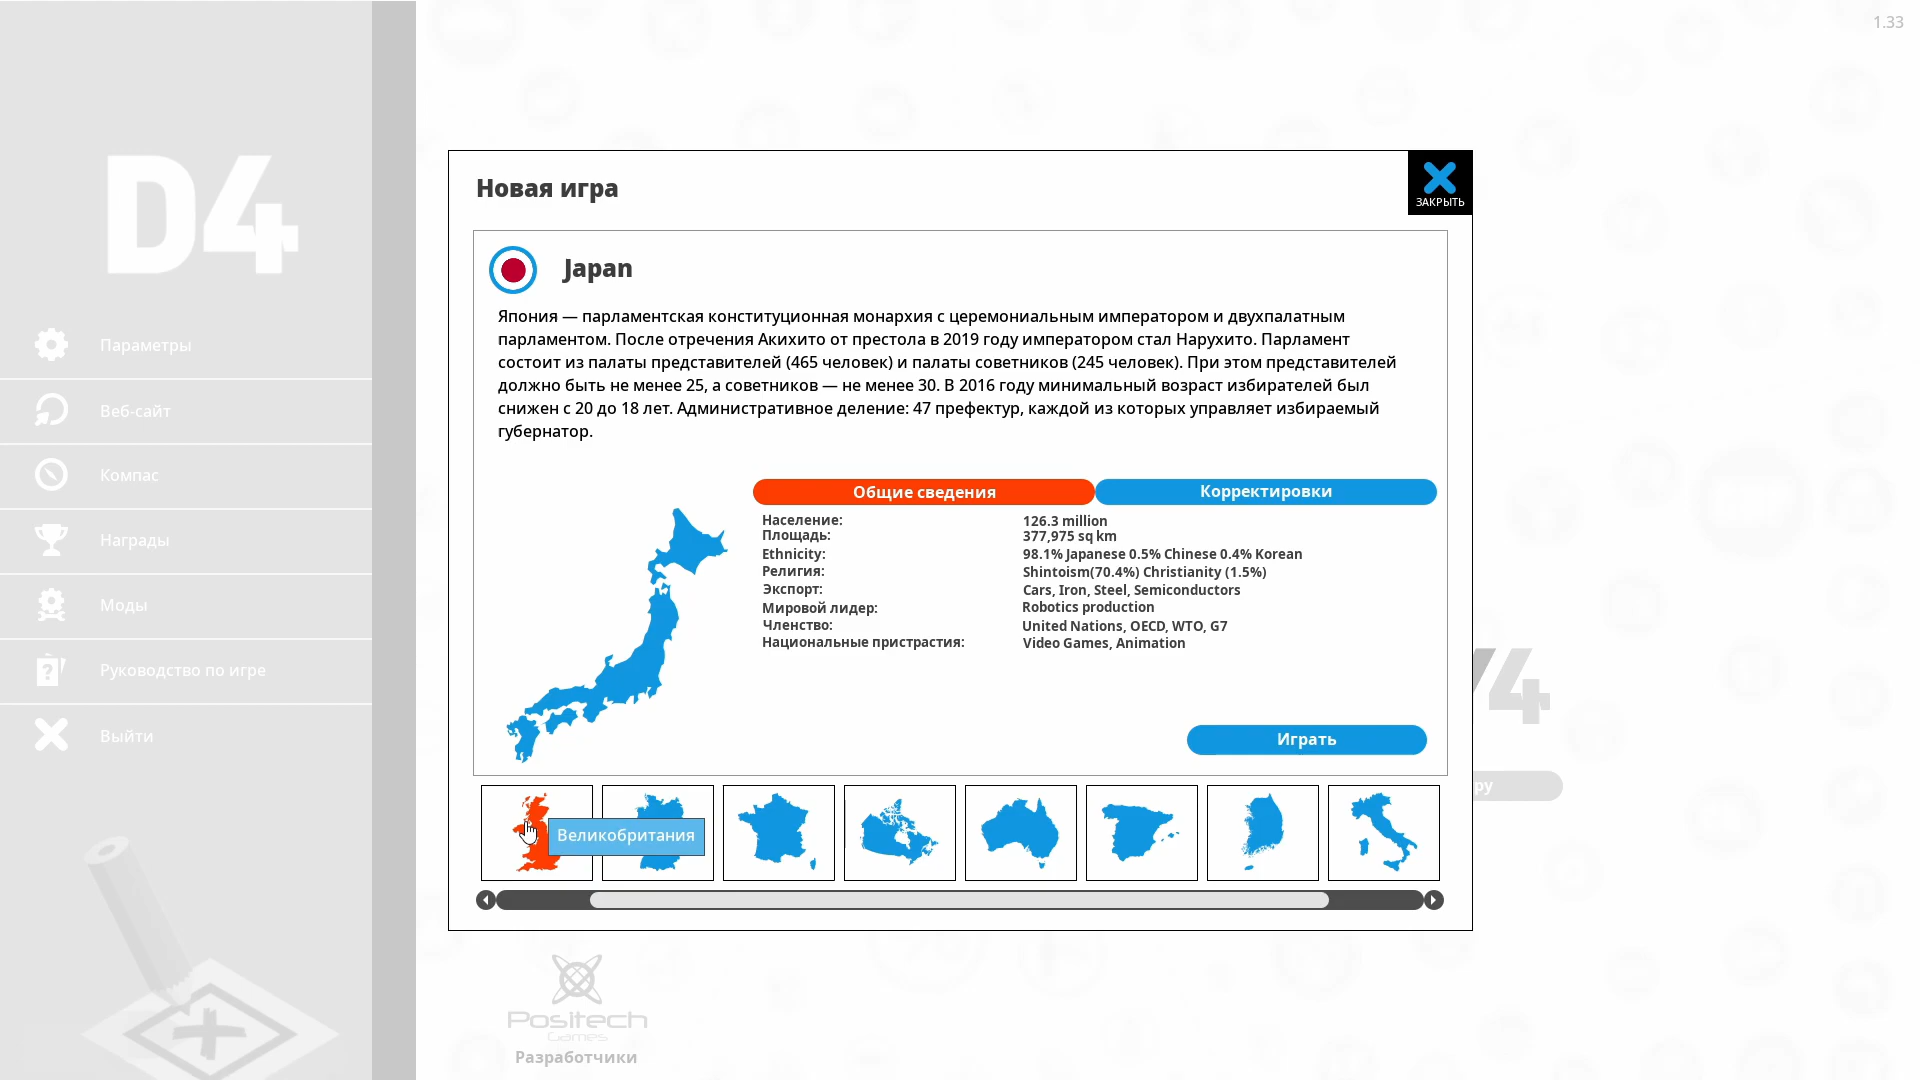 1.33
D4
Параметры
Веб-сайт
Компас
Награды
Моды
Руководство по игре
Выйти
Новая игра
ЗАКРЫТЬ
Japan
Япония — парламентская конституционная монархия с церемониальным императором и двухпалатным
парламентом. После отречения Акихито от престола в 2019 году императором стал Нарухито. Парламент
состоит из палаты представителей (465 человек) и палаты советников (245 человек). При этом представителей
должно быть не менее 25, а советников — не менее 30. В 2016 году минимальный возраст избирателей был
снижен с 20 до 18 лет. Административное деление: 47 префектур, каждой из которых управляет избираемый
губернатор.
Общие сведения
Корректировки
Население: 126.3 million
Площадь: 377,975 sq km
Ethnicity: 98.1% Japanese 0.5% Chinese 0.4% Korean
Религия: Shintoism(70.4%) Christianity (1.5%)
Экспорт: Cars, Iron, Steel, Semiconductors
Мировой лидер: Robotics production
Членство: United Nations, OECD, WTO, G7
Национальные пристрастия: Video Games, Animation
Играть
Великобритания
Positech
Games
Разработчики